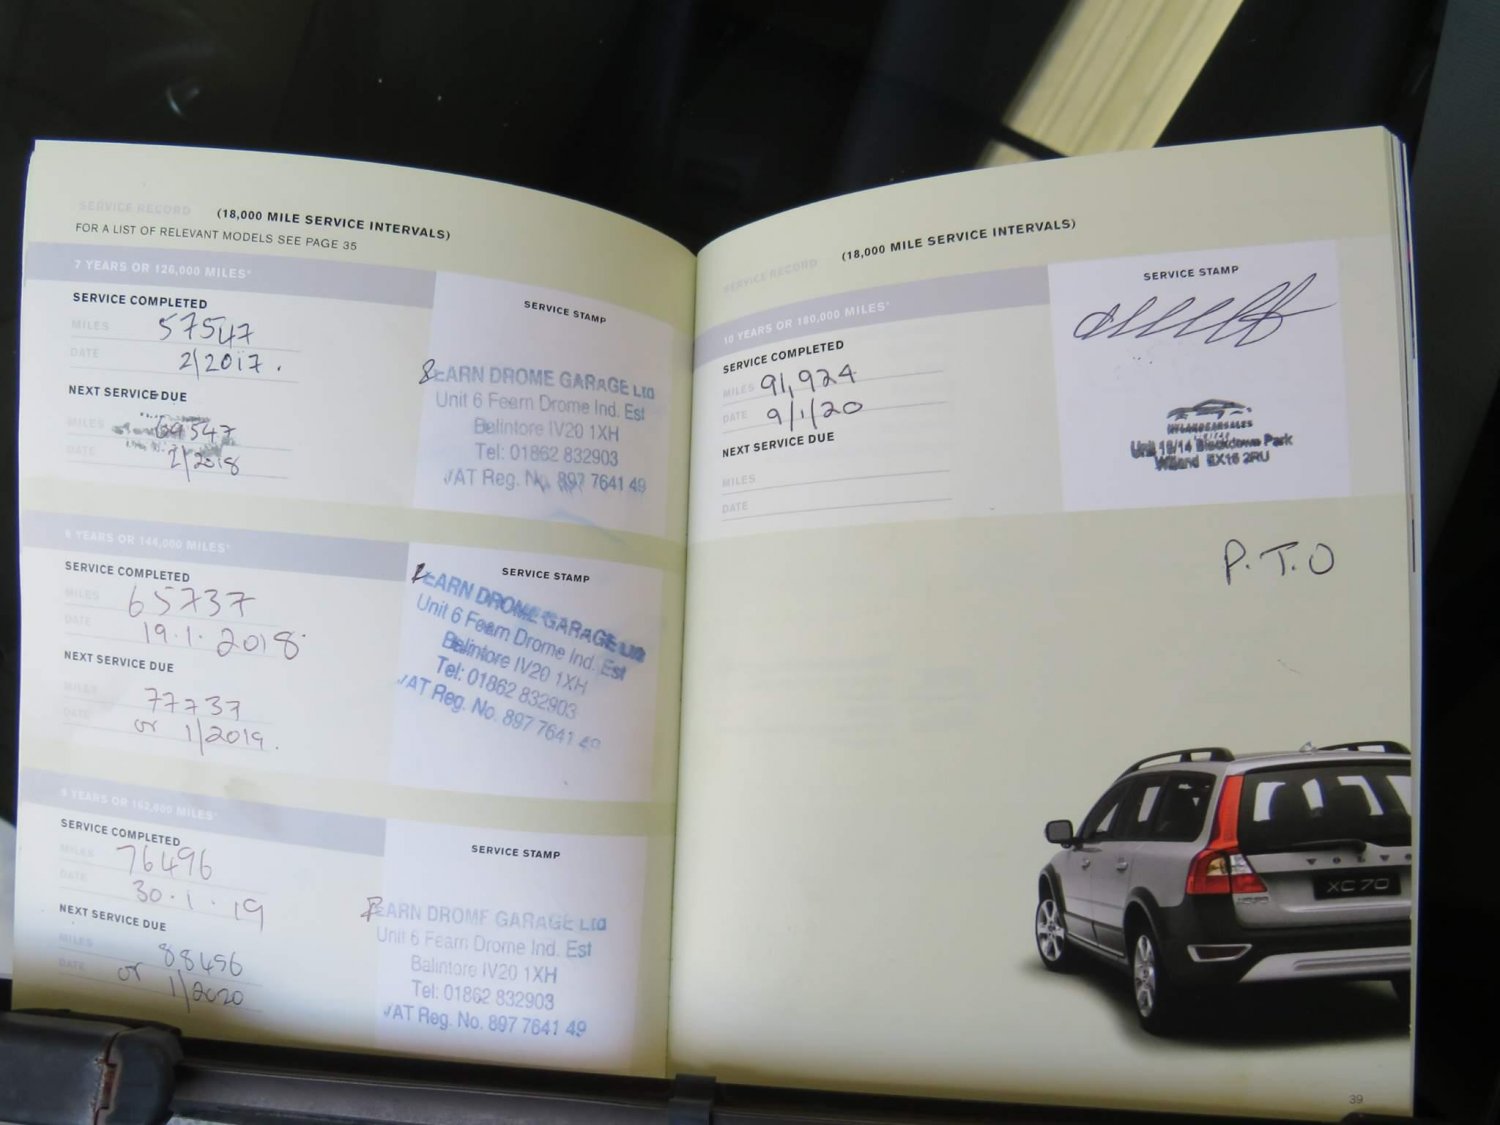 SERVICE RECORD (18,000 MILE SERVICE INTERVALS)
FOR A LIST OF RELEVANT MODELS SEE PAGE 35
7 YEARS OR 126,000 MILES*
SERVICE COMPLETED
MILES 57547
DATE 2/2017.
NEXT SERVICE DUE
MILES 69547
DATE 2/2018
SERVICE STAMP
FEARN DROME GARAGE Ltd
Unit 6 Fearn Drome Ind. Est
Balintore IV20 1XH
Tel: 01862 832903
VAT Reg. No. 897 7641 49
8 YEARS OR 144,000 MILES*
SERVICE COMPLETED
MILES 65737
DATE 19.1.2018.
NEXT SERVICE DUE
MILES 77737
DATE or 1/2019.
SERVICE STAMP
FEARN DROME GARAGE Ltd
Unit 6 Fearn Drome Ind. Est
Balintore IV20 1XH
Tel: 01862 832903
VAT Reg. No. 897 7641 49
9 YEARS OR 162,000 MILES*
SERVICE COMPLETED
MILES 76496
DATE 30.1.19
NEXT SERVICE DUE
MILES 88496
DATE or 1/2020
SERVICE STAMP
FEARN DROME GARAGE Ltd
Unit 6 Fearn Drome Ind. Est
Balintore IV20 1XH
Tel: 01862 832903
VAT Reg. No. 897 7641 49
SERVICE RECORD (18,000 MILE SERVICE INTERVALS)
10 YEARS OR 180,000 MILES*
SERVICE COMPLETED
MILES 91,924
DATE 9/1/20
NEXT SERVICE DUE
MILES
DATE
SERVICE STAMP
Blackdown Park
Willand EX15 2RU
P.T.O
VOLVO
XC70
39